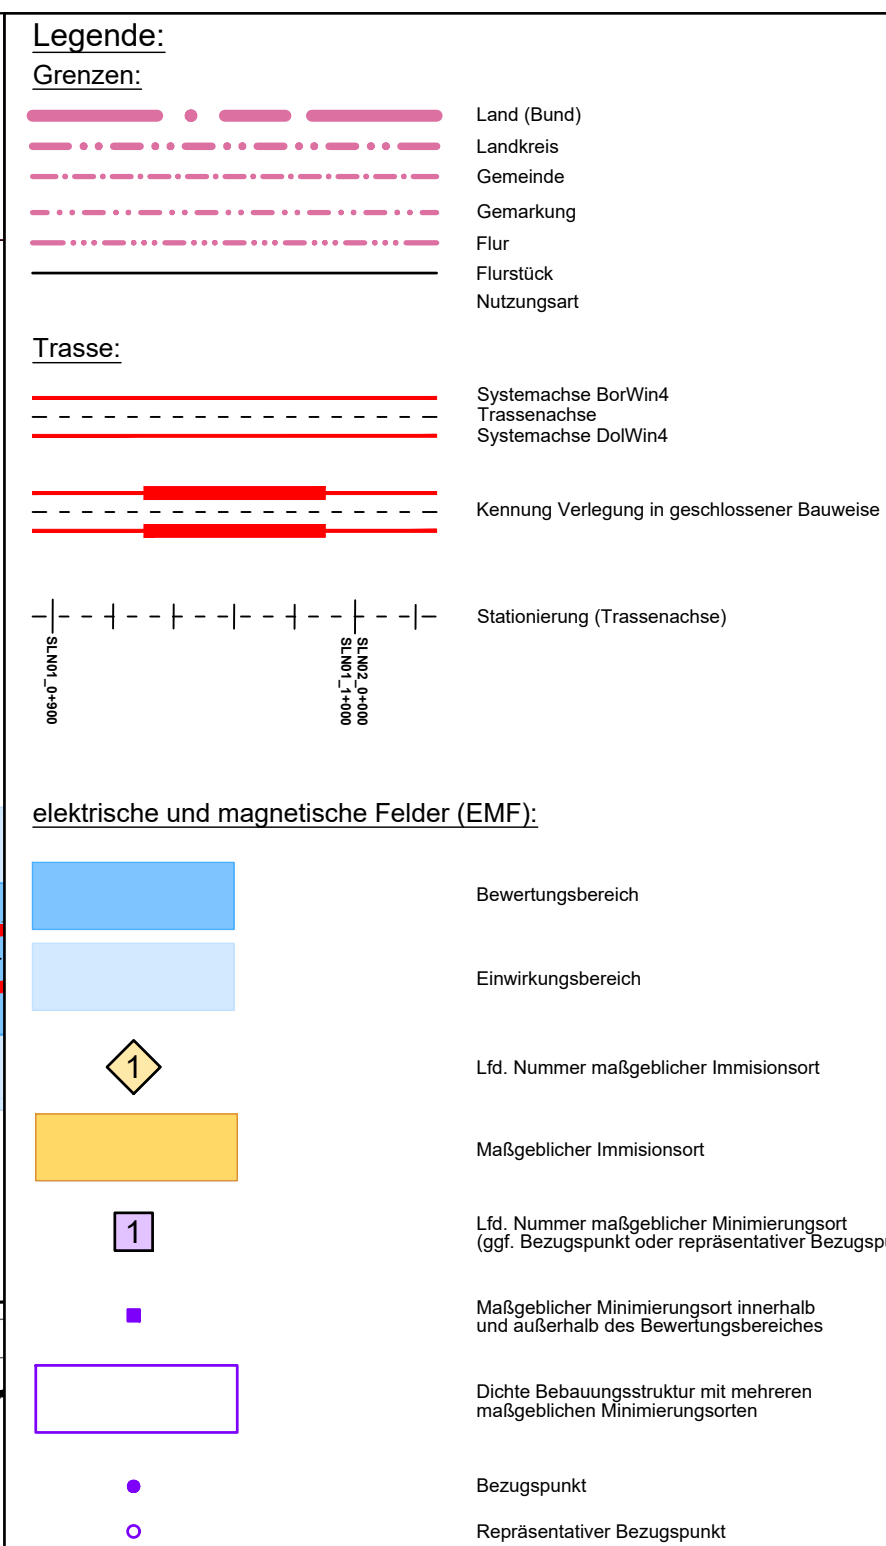 Legende:
Grenzen:
Land (Bund)
Landkreis
Gemeinde
Gemarkung
Flur
Flurstück
Nutzungsart
Trasse:
Systemachse BorWin4
Trassenachse
Systemachse DolWin4
Kennung Verlegung in geschlossener Bauweise
Stationierung (Trassenachse)
SLN01_0+900
SLN02_0+000
SLN01_1+000
elektrische und magnetische Felder (EMF):
Bewertungsbereich
Einwirkungsbereich
1
Lfd. Nummer maßgeblicher Immisionsort
Maßgeblicher Immisionsort
1
Lfd. Nummer maßgeblicher Minimierungsort
(ggf. Bezugspunkt oder repräsentativer
Maßgeblicher Minimierungsort innerhalb
und außerhalb des Bewertungsbereiches
Dichte Bebauungsstruktur mit mehreren
maßgeblichen Minimierungsorten
Bezugspunkt
Repräsentativer Bezugspunkt